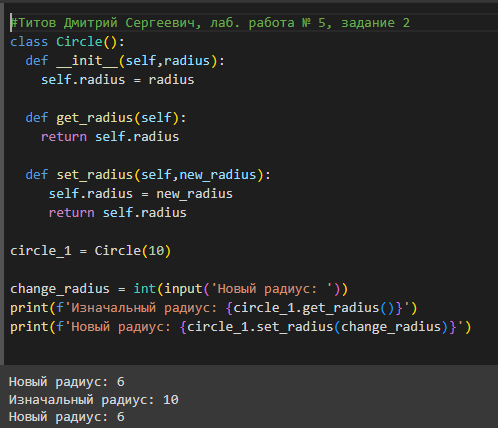 #Титов Дмитрий Сергеевич, лаб. работа № 5, задание 2
class Circle():
  def __init__(self,radius):
    self.radius = radius

  def get_radius(self):
    return self.radius

  def set_radius(self,new_radius):
     self.radius = new_radius
     return self.radius

circle_1 = Circle(10)

change_radius = int(input('Новый радиус: '))
print(f'Изначальный радиус: {circle_1.get_radius()}')
print(f'Новый радиус: {circle_1.set_radius(change_radius)}')

Новый радиус: 6
Изначальный радиус: 10
Новый радиус: 6